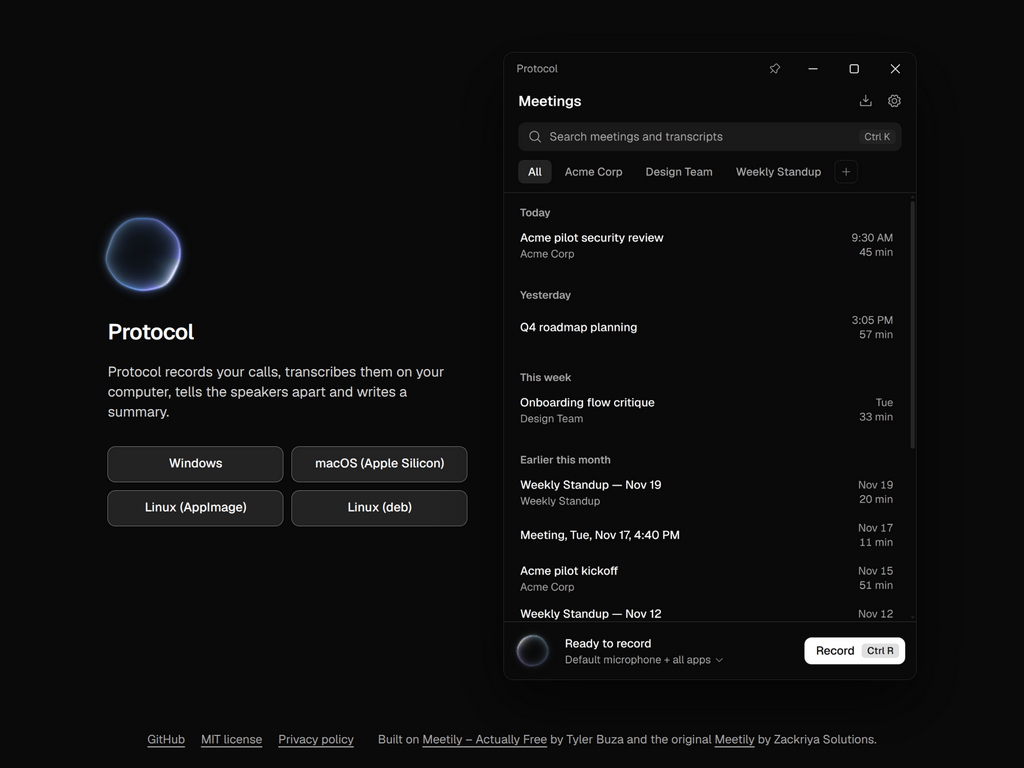 Protocol
Protocol records your calls, transcribes them on your
computer, tells the speakers apart and writes a
summary.
Windows
macOS (Apple Silicon)
Linux (AppImage)
Linux (deb)
Protocol
Meetings
Search meetings and transcripts
Ctrl K
All
Acme Corp
Design Team
Weekly Standup
+
Today
Acme pilot security review
9:30 AM
Acme Corp
45 min
Yesterday
Q4 roadmap planning
3:05 PM
57 min
This week
Onboarding flow critique
Tue
Design Team
33 min
Earlier this month
Weekly Standup — Nov 19
Nov 19
Weekly Standup
20 min
Meeting, Tue, Nov 17, 4:40 PM
Nov 17
11 min
Acme pilot kickoff
Nov 15
Acme Corp
51 min
Weekly Standup — Nov 12
Nov 12
Ready to record
Default microphone + all apps
Record
Ctrl R
GitHub
MIT license
Privacy policy
Built on Meetily – Actually Free by Tyler Buza and the original Meetily by Zackriya Solutions.